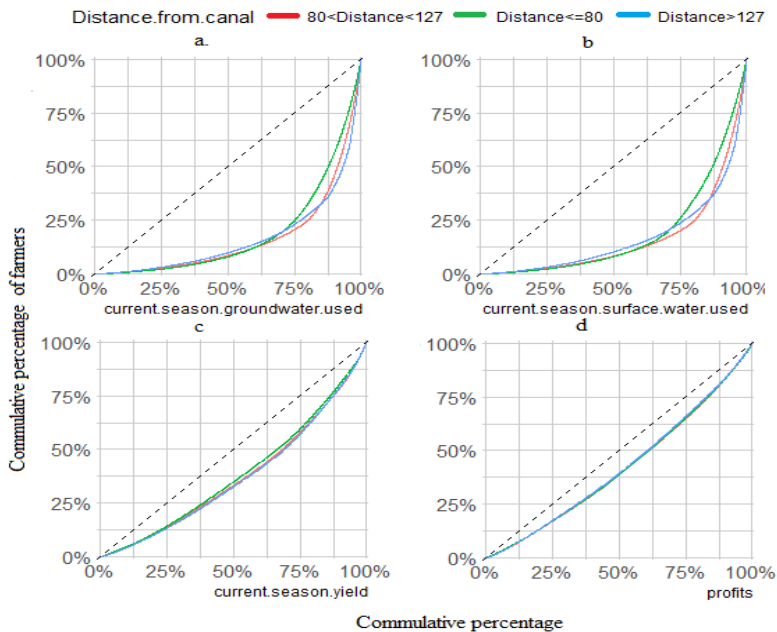 Distance.from.canal 80<Distance<127 Distance<=80 Distance>127
a. b
100% 100%
75% 75%
50% 50%
25% 25%
0% 0%
0% 25% 50% 75% 100% 0% 25% 50% 75% 100%
current.season.groundwater.used current.season.surface.water.used
c d
100% 100%
75% 75%
50% 50%
25% 25%
0% 0%
0% 25% 50% 75% 100% 0% 25% 50% 75% 100%
current.season.yield profits
Commulative percentage of farmers
Commulative percentage